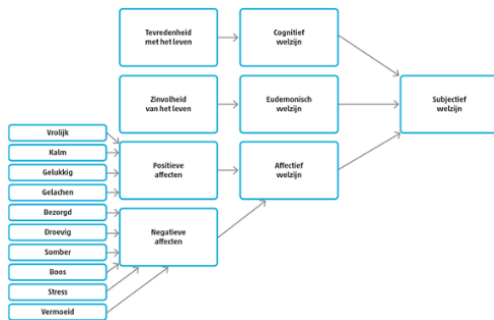 Tevredenheid
met het leven
Cognitief
welzijn
Zinvolheid
van het leven
Eudemonisch
welzijn
Subjectief
welzijn
Vrolijk
Kalm
Gelukkig
Gelachen
Positieve
affecten
Affectief
welzijn
Bezorgd
Droevig
Somber
Boos
Stress
Vermoeid
Negatieve
affecten